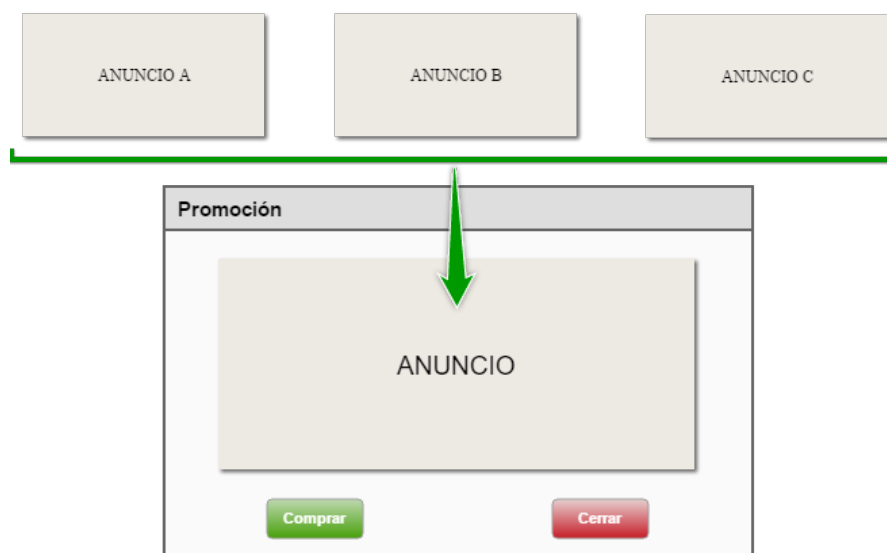 ANUNCIO A
ANUNCIO B
ANUNCIO C
Promoción
ANUNCIO
Comprar
Cerrar